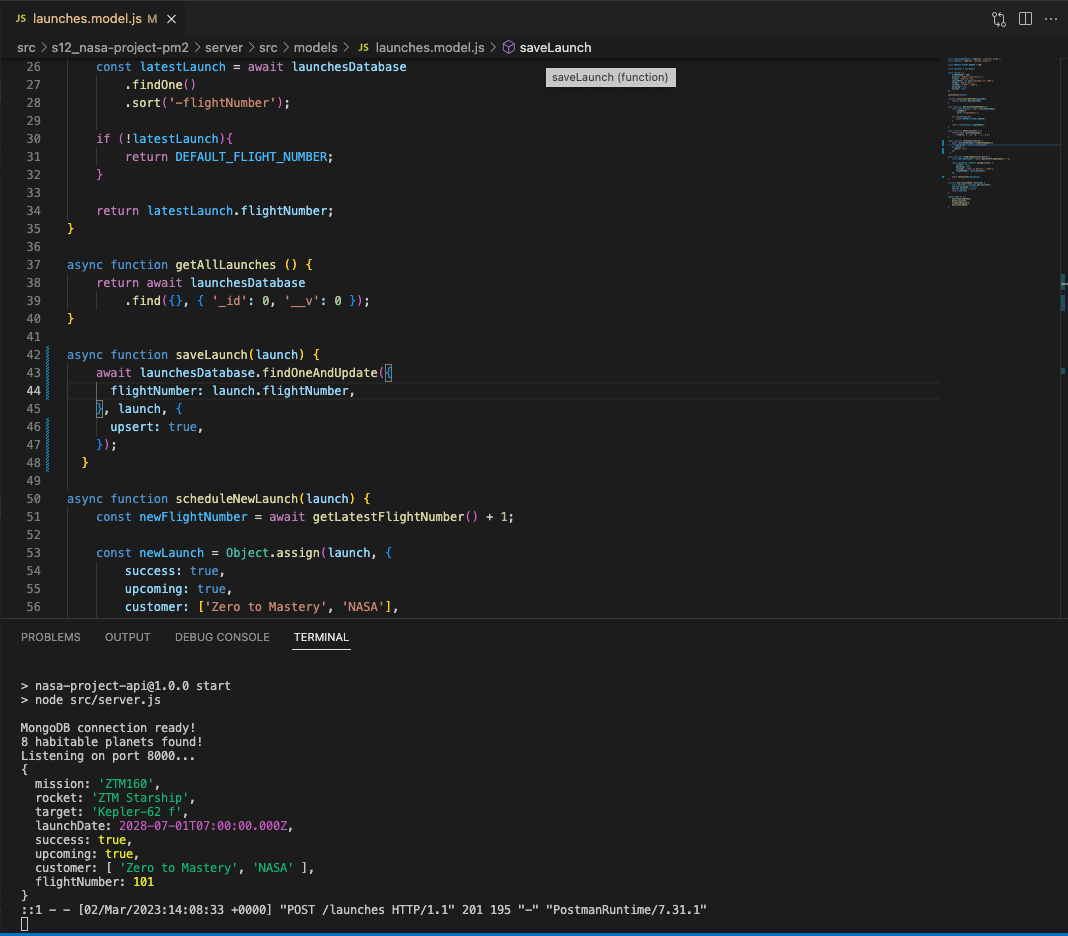 JS launches.model.js M
src > s12_nasa-project-pm2 > server > src > models > JS launches.model.js > saveLaunch
saveLaunch (function)
26 const latestLaunch = await launchesDatabase
27 .findOne()
28 .sort('-flightNumber');
29
30 if (!latestLaunch){
31 return DEFAULT_FLIGHT_NUMBER;
32 }
33
34 return latestLaunch.flightNumber;
35 }
36
37 async function getAllLaunches () {
38 return await launchesDatabase
39 .find({}, { '_id': 0, '__v': 0 });
40 }
41
42 async function saveLaunch(launch) {
43 await launchesDatabase.findOneAndUpdate({
44 flightNumber: launch.flightNumber,
45 }, launch, {
46 upsert: true,
47 });
48 }
49
50 async function scheduleNewLaunch(launch) {
51 const newFlightNumber = await getLatestFlightNumber() + 1;
52
53 const newLaunch = Object.assign(launch, {
54 success: true,
55 upcoming: true,
56 customer: ['Zero to Mastery', 'NASA'],
PROBLEMS OUTPUT DEBUG CONSOLE TERMINAL
> nasa-project-api@1.0.0 start
> node src/server.js
MongoDB connection ready!
8 habitable planets found!
Listening on port 8000...
{
mission: 'ZTM160',
rocket: 'ZTM Starship',
target: 'Kepler-62 f',
launchDate: 2028-07-01T07:00:00.000Z,
success: true,
upcoming: true,
customer: [ 'Zero to Mastery', 'NASA' ],
flightNumber: 101
}
::1 - - [02/Mar/2023:14:08:33 +0000] "POST /launches HTTP/1.1" 201 195 "-" "PostmanRuntime/7.31.1"